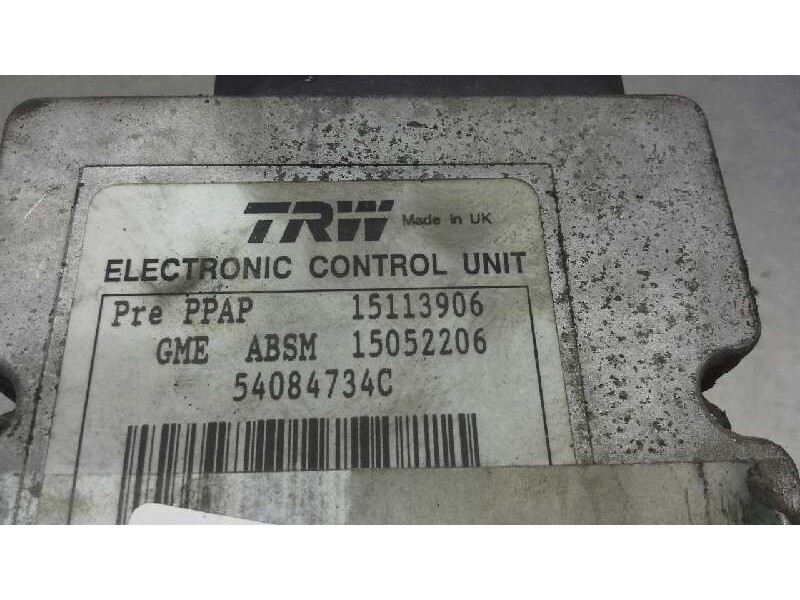 TRW Made in UK
ELECTRONIC CONTROL UNIT
Pre PPAP 15113906
GME ABSM 15052206
54084734C